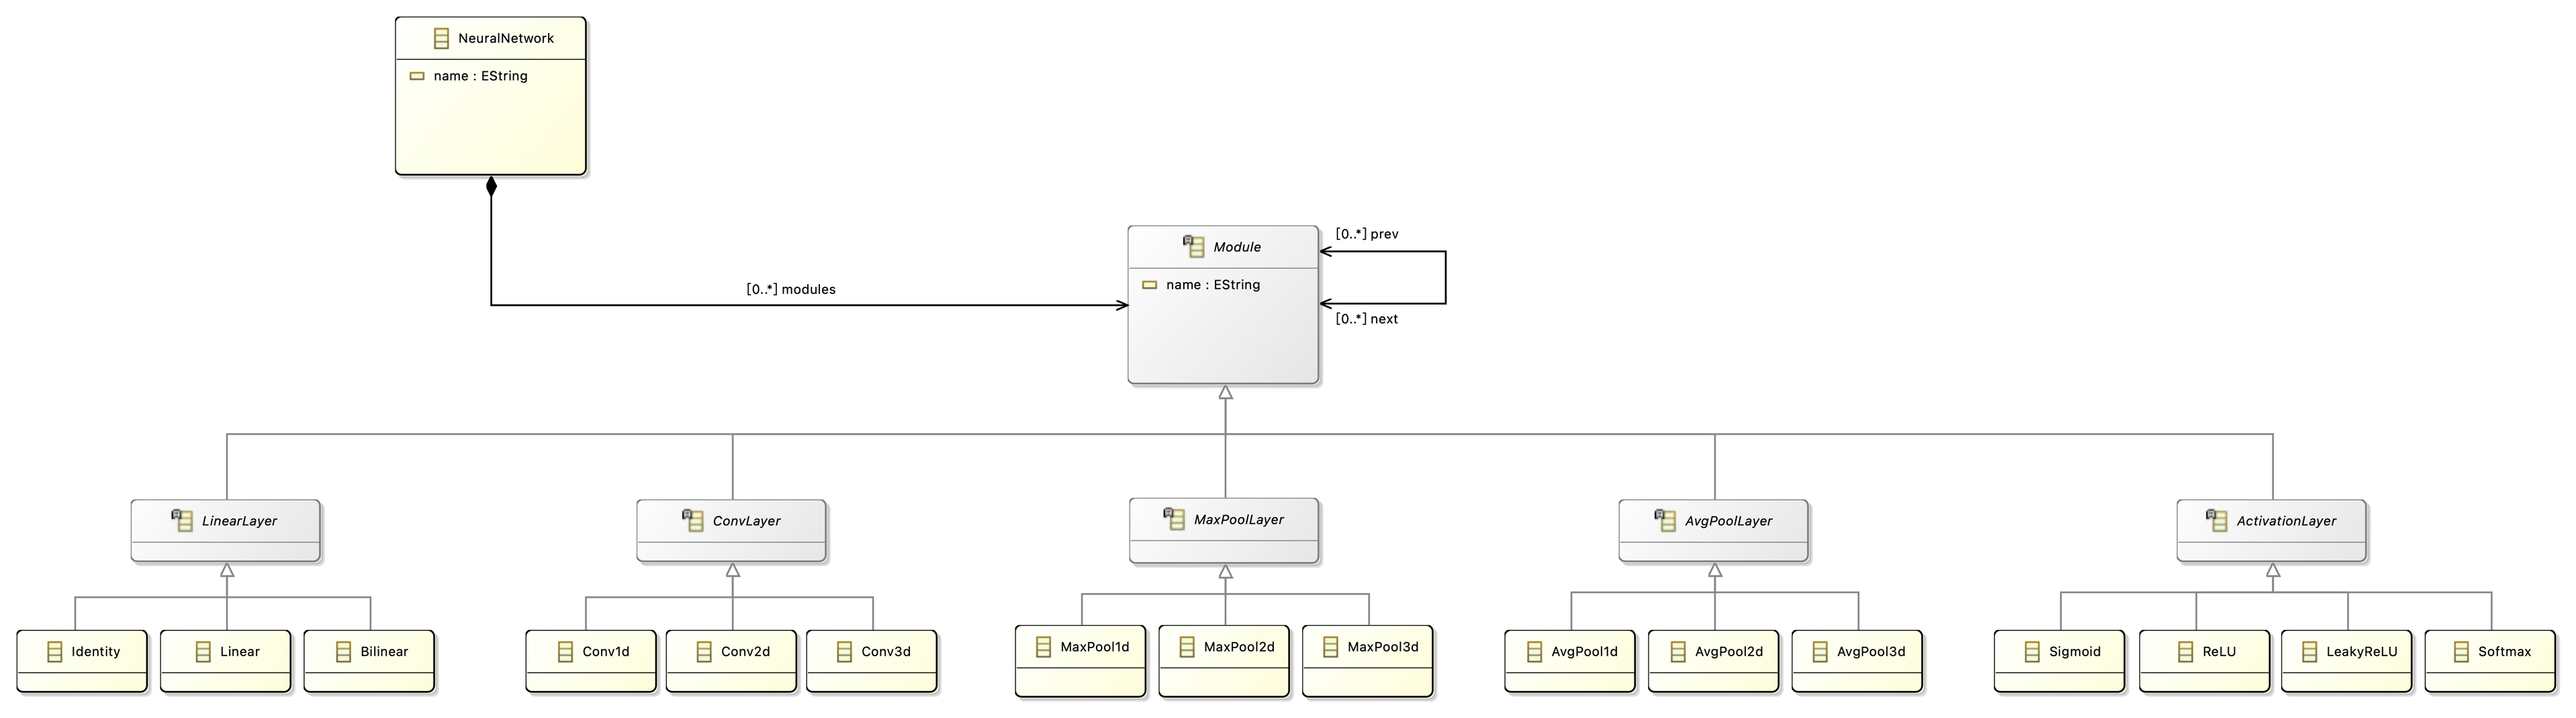 NeuralNetwork
name : EString
[0..*] modules
Module
name : EString
[0..*] prev
[0..*] next
LinearLayer
ConvLayer
MaxPoolLayer
AvgPoolLayer
ActivationLayer
Identity
Linear
Bilinear
Conv1d
Conv2d
Conv3d
MaxPool1d
MaxPool2d
MaxPool3d
AvgPool1d
AvgPool2d
AvgPool3d
Sigmoid
ReLU
LeakyReLU
Softmax